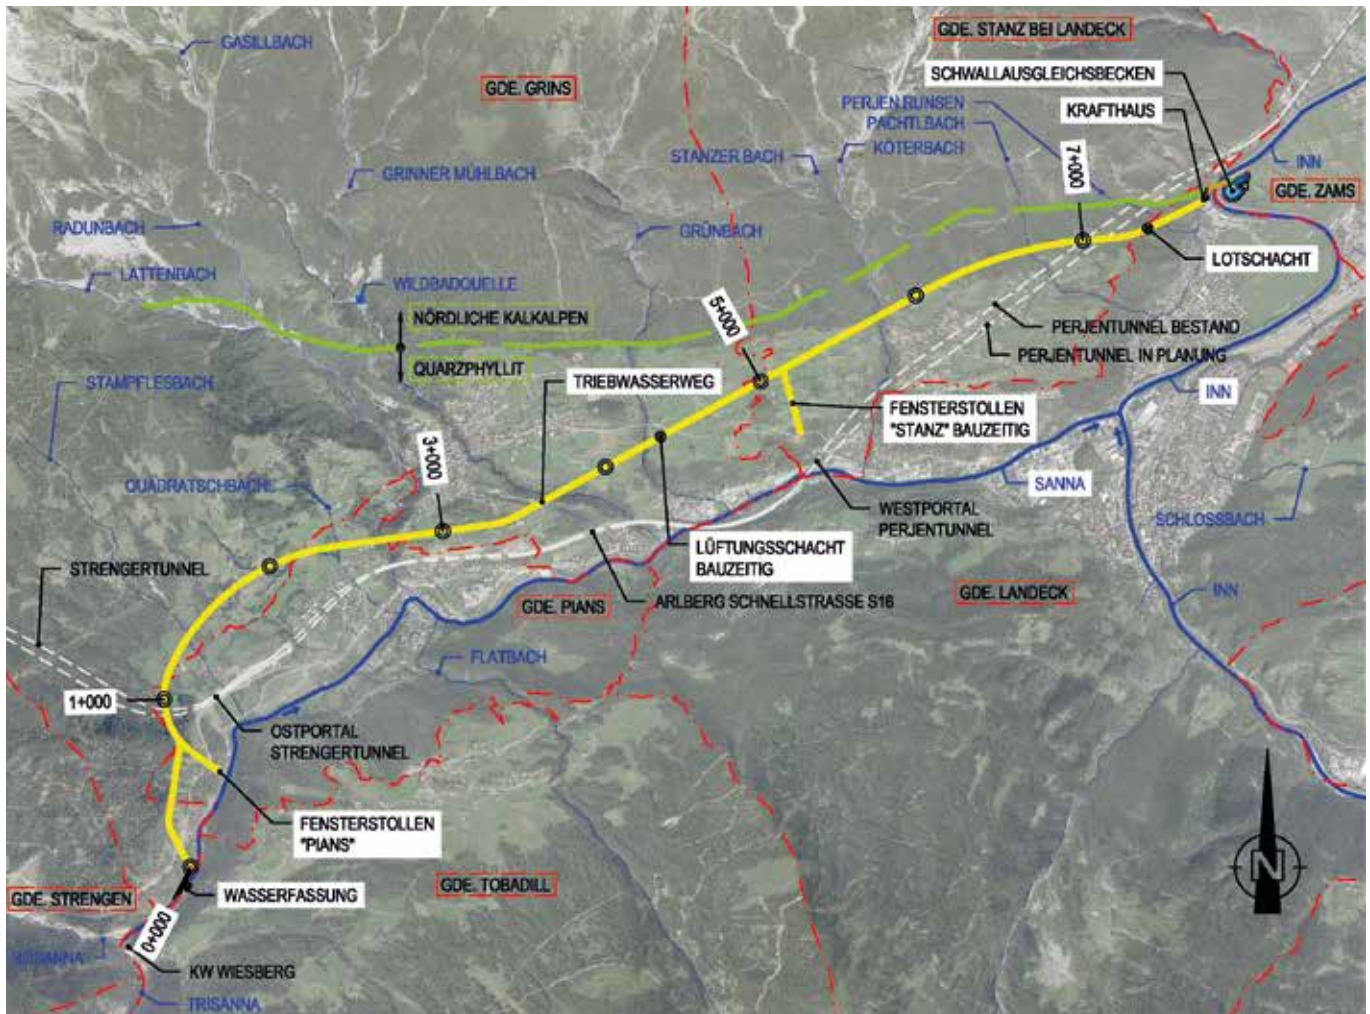 GDE. STANZ BEI LANDECK
GASILLBACH
SCHWALLAUSGLEICHSBECKEN
GDE. GRINS
PERJEN RUNSEN
KRAFTHAUS
PACHTLBACH
STANZER BACH
KOTERBACH
7+000
INN
GRINNER MÜHLBACH
GDE. ZAMS
RADUNBACH
GRÜNBACH
LOTSCHACHT
LATTENBACH
WILDBADQUELLE
NÖRDLICHE KALKALPEN
5+000
PERJENTUNNEL BESTAND
PERJENTUNNEL IN PLANUNG
QUARZPHYLLIT
STAMPFLESBACH
TRIEBWASSERWEG
INN
FENSTERSTOLLEN
"STANZ" BAUZEITIG
3+000
QUADRATSCHBACHL
SANNA
WESTPORTAL
PERJENTUNNEL
SCHLOSSBACH
LÜFTUNGSSCHACHT
BAUZEITIG
STRENGERTUNNEL
GDE. PIANS
ARLBERG SCHNELLSTRASSE S16
GDE. LANDECK
INN
FLATBACH
1+000
OSTPORTAL
STRENGERTUNNEL
FENSTERSTOLLEN
"PIANS"
GDE. STRENGEN
WASSERFASSUNG
GDE. TOBADILL
N
0+000
ROSANNA
KW WIESBERG
TRISANNA